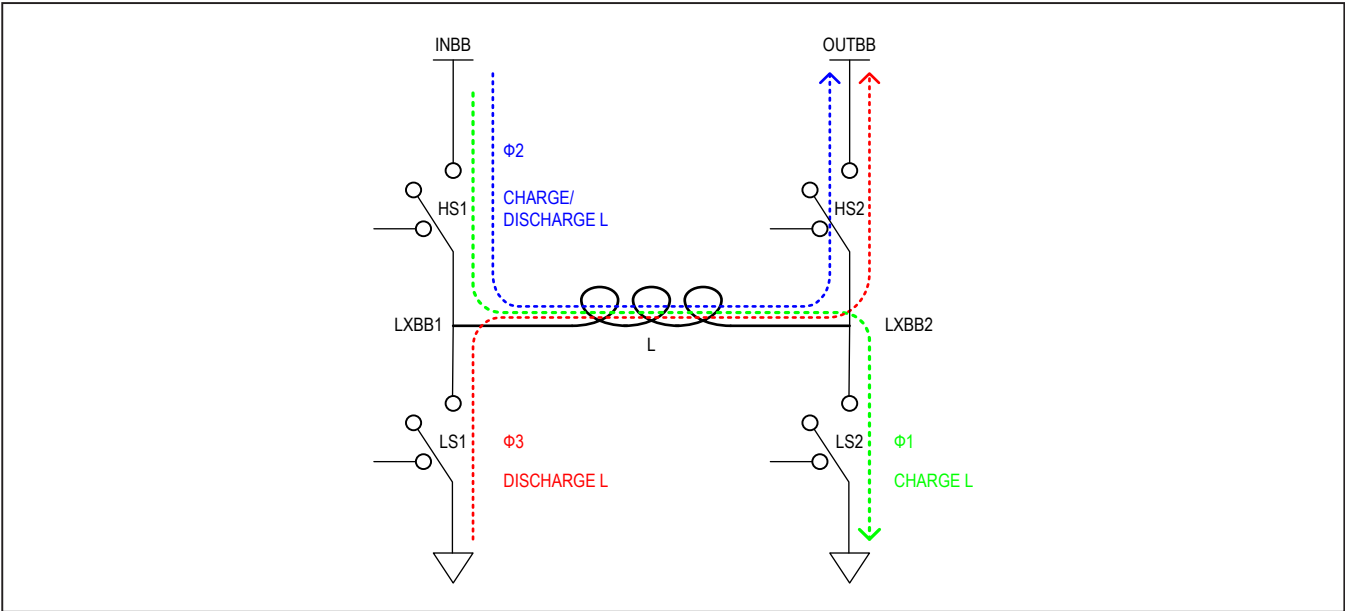 INBB
OUTBB
Φ2
CHARGE/
DISCHARGE L
HS1
HS2
LXBB1
LXBB2
L
LS1
Φ3
DISCHARGE L
LS2
Φ1
CHARGE L